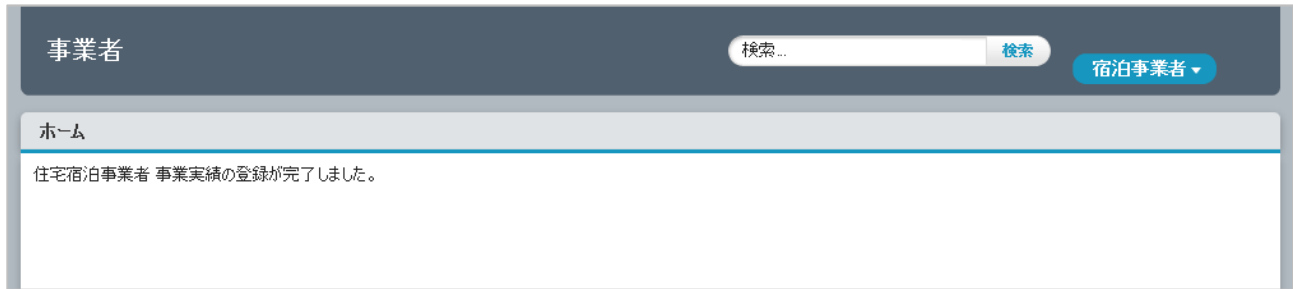 事業者
検索...
検索
宿泊事業者▼
ホーム
住宅宿泊事業者 事業実績の登録が完了しました。